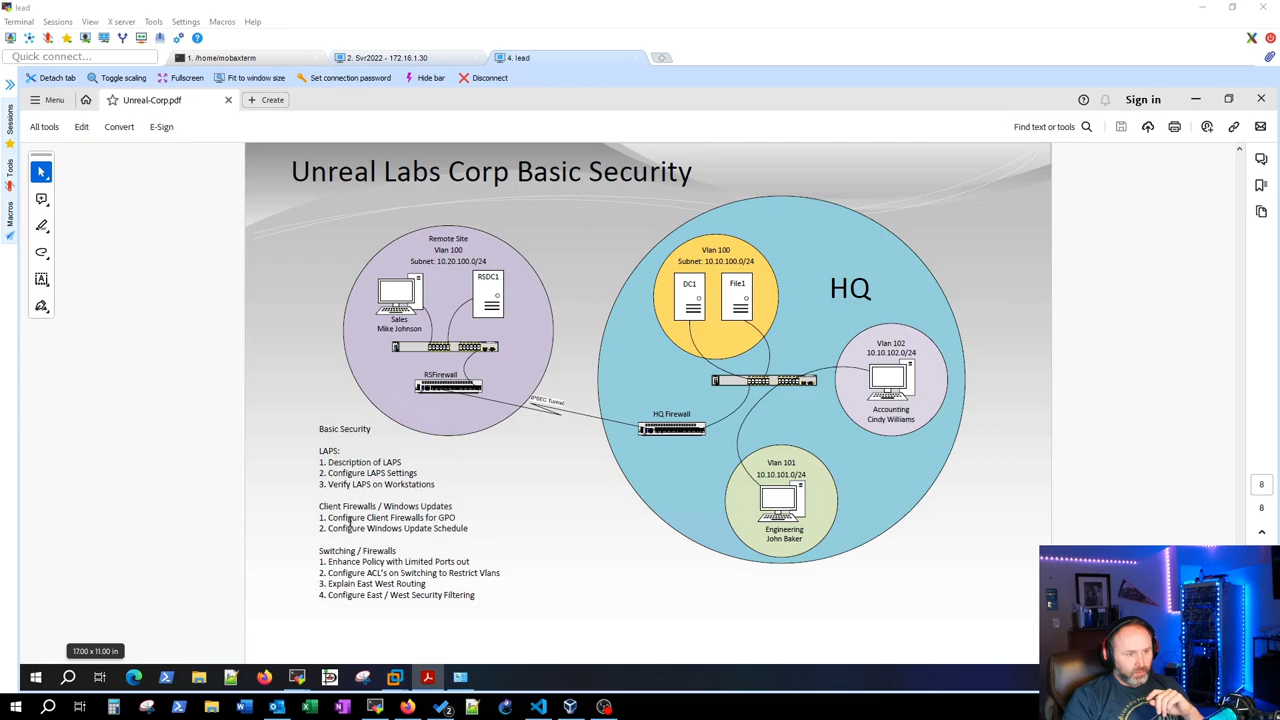 lead
Terminal Sessions View X server Tools Settings Macros Help
Quick connect...
1. /home/mobaxterm
2. Svr2022 - 172.16.1.30
4. lead
Detach tab
Toggle scaling
Fullscreen
Fit to window size
Set connection password
Hide bar
Disconnect
Sessions
Tools
Macros
Menu
Unreal-Corp.pdf
Create
Sign in
All tools Edit Convert E-Sign
Find text or tools
Unreal Labs Corp Basic Security
Remote Site
Vlan 100
Subnet: 10.20.100.0/24
RSDC1
Sales
Mike Johnson
RSFirewall
IPSEC Tunnel
HQ
Vlan 100
Subnet: 10.10.100.0/24
DC1
File1
Vlan 102
10.10.102.0/24
Accounting
Cindy Williams
HQ Firewall
Vlan 101
10.10.101.0/24
Engineering
John Baker
Basic Security
LAPS:
1. Description of LAPS
2. Configure LAPS Settings
3. Verify LAPS on Workstations
Client Firewalls / Windows Updates
1. Configure Client Firewalls for GPO
2. Configure Windows Update Schedule
Switching / Firewalls
1. Enhance Policy with Limited Ports out
2. Configure ACL's on Switching to Restrict Vlans
3. Explain East West Routing
4. Configure East / West Security Filtering
8
8
17.00 x 11.00 in
2